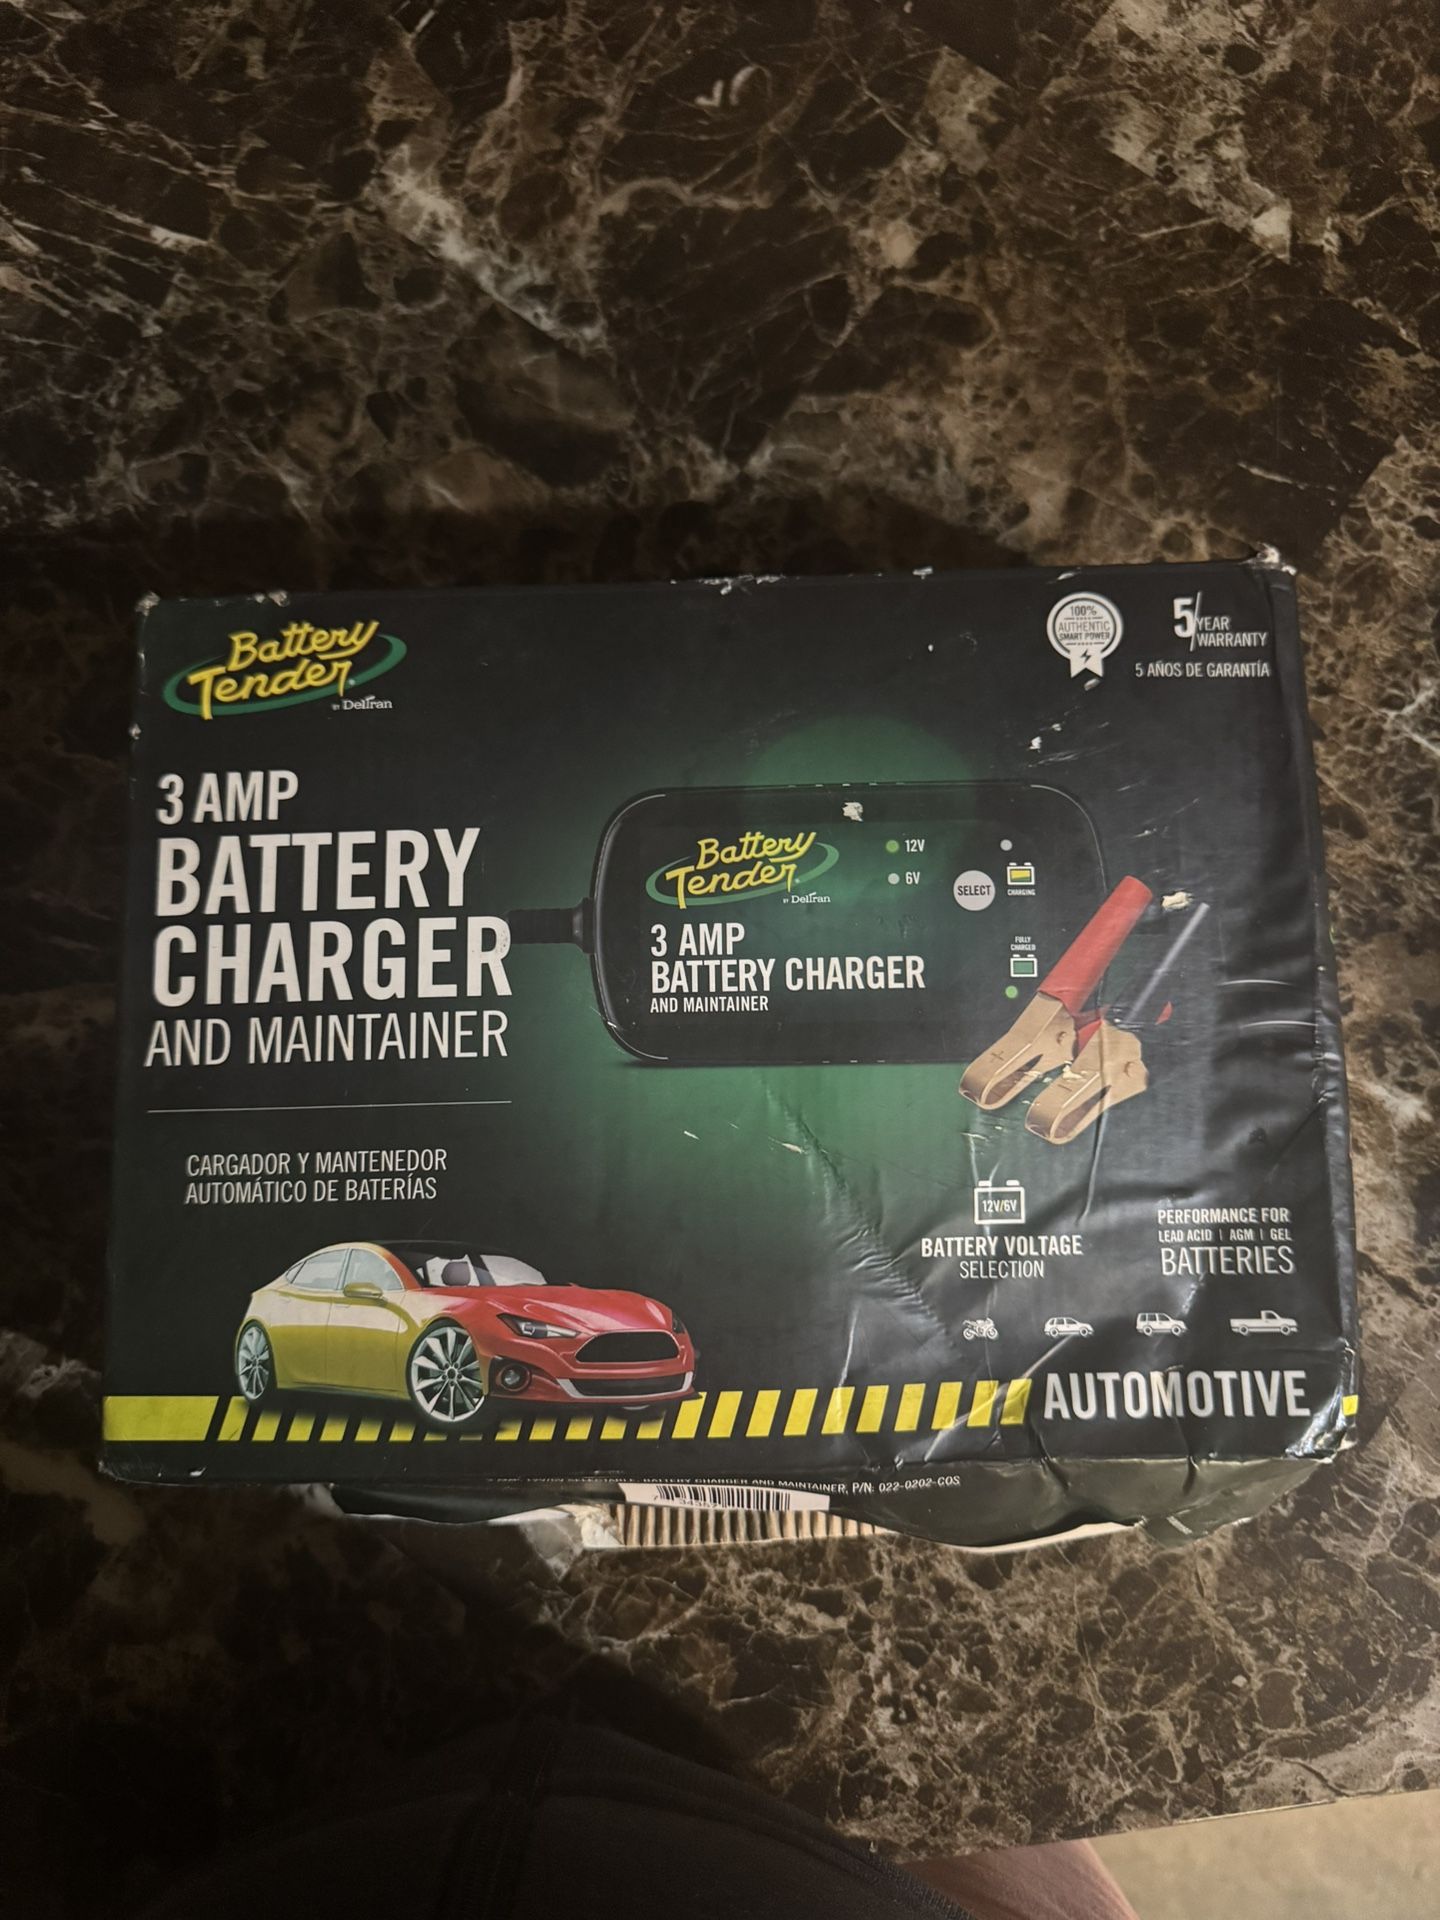 Battery
Tender
BY Deltran
100%
AUTHENTIC
SMART POWER
5/YEAR
WARRANTY
5 AÑOS DE GARANTÍA
3 AMP
BATTERY
CHARGER
AND MAINTAINER
CARGADOR Y MANTENEDOR
AUTOMÁTICO DE BATERÍAS
Battery
Tender
BY Deltran
3 AMP
BATTERY CHARGER
AND MAINTAINER
12V
6V
SELECT
CHARGING
FULLY
CHARGED
12V/6V
BATTERY VOLTAGE
SELECTION
PERFORMANCE FOR
LEAD ACID | AGM | GEL
BATTERIES
AUTOMOTIVE
SELECTABLE, BATTERY CHARGER AND MAINTAINER, P/N: 022-0202-COS